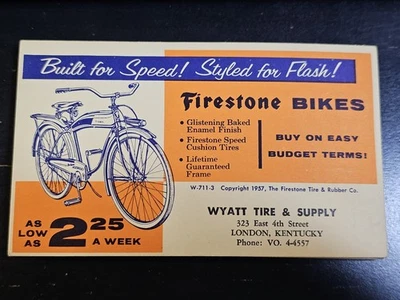 Built for Speed! Styled for Flash!
Firestone BIKES
• Glistening Baked
Enamel Finish
• Firestone Speed
Cushion Tires
• Lifetime
Guaranteed
Frame
BUY ON EASY
BUDGET TERMS!
W-711-3 Copyright 1957, The Firestone Tire & Rubber Co.
AS
LOW
AS
2 25
A WEEK
WYATT TIRE & SUPPLY
323 East 4th Street
LONDON, KENTUCKY
Phone: VO. 4-4557